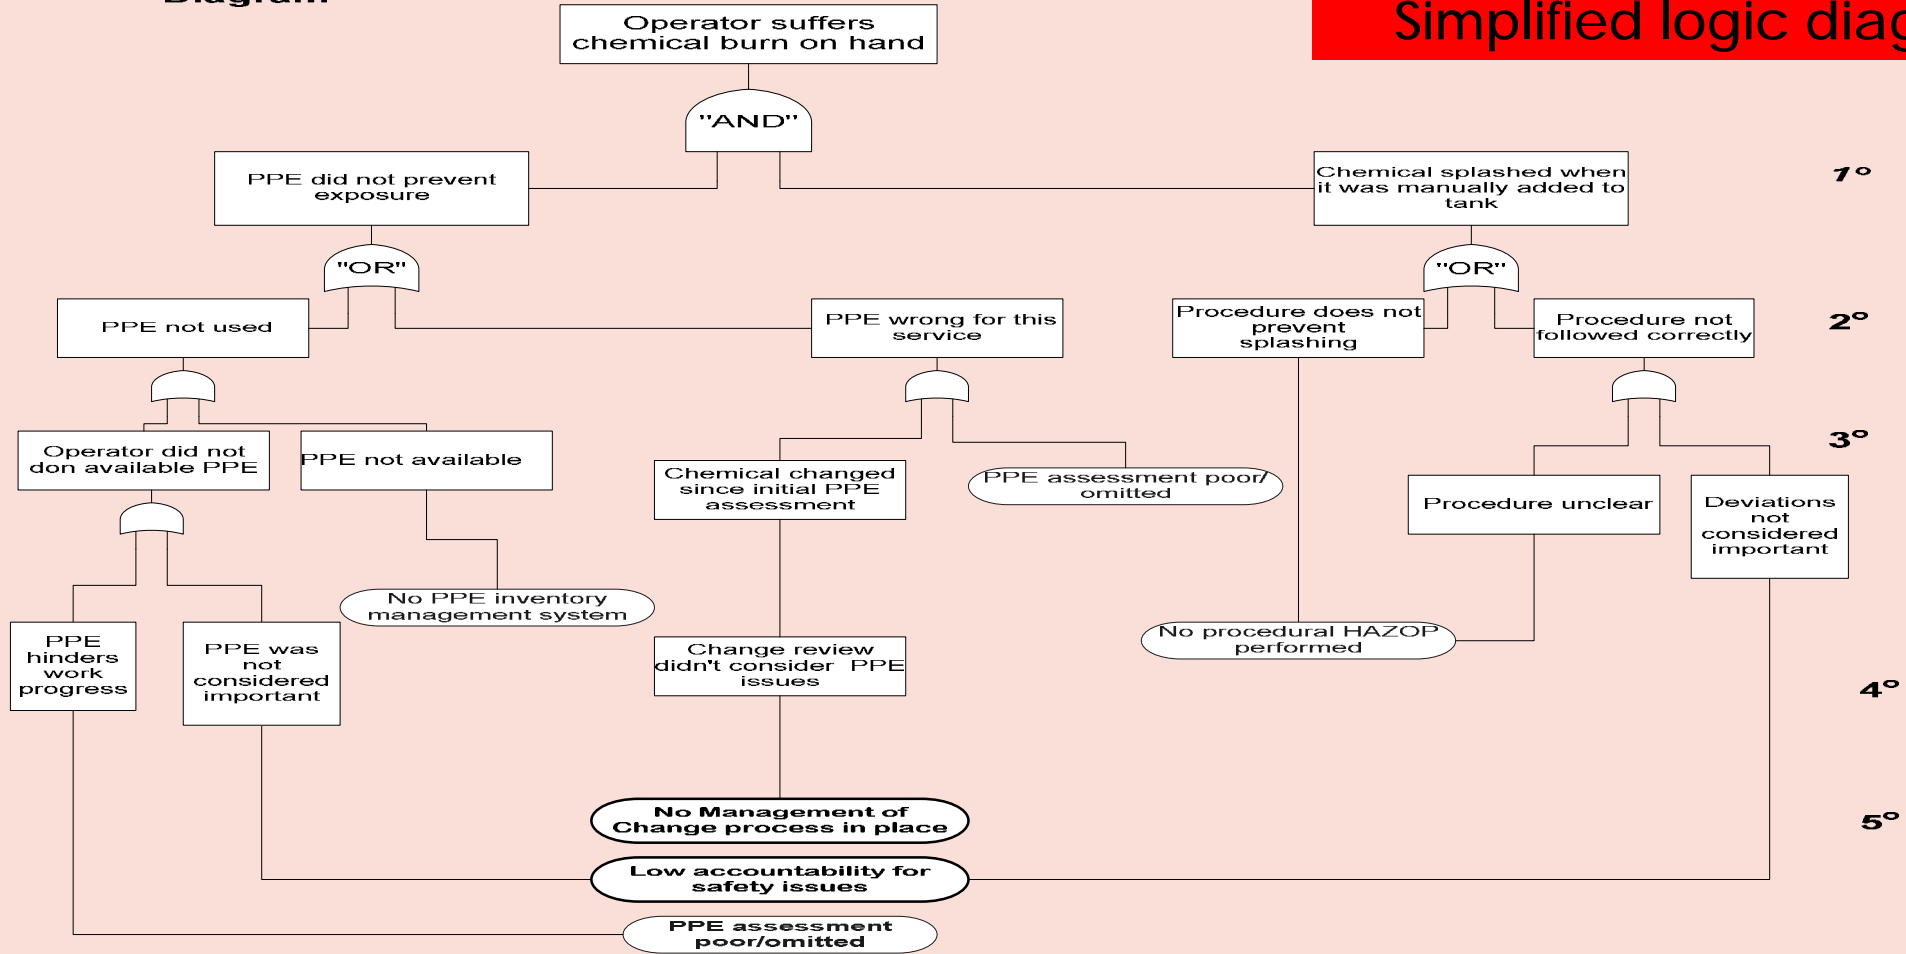 Diagram
Simplified logic diag
Operator suffers
chemical burn on hand
"AND"
PPE did not prevent
exposure
Chemical splashed when
it was manually added to
tank
1º
"OR"
"OR"
PPE not used
PPE wrong for this
service
Procedure does not
prevent
splashing
Procedure not
followed correctly
2º
Operator did not
don available PPE
PPE not available
Chemical changed
since initial PPE
assessment
PPE assessment poor/
omitted
Procedure unclear
Deviations
not
considered
important
3º
No PPE inventory
management system
PPE
hinders
work
progress
PPE was
not
considered
important
Change review
didn't consider PPE
issues
No procedural HAZOP
performed
4º
No Management of
Change process in place
5º
Low accountability for
safety issues
PPE assessment
poor/omitted